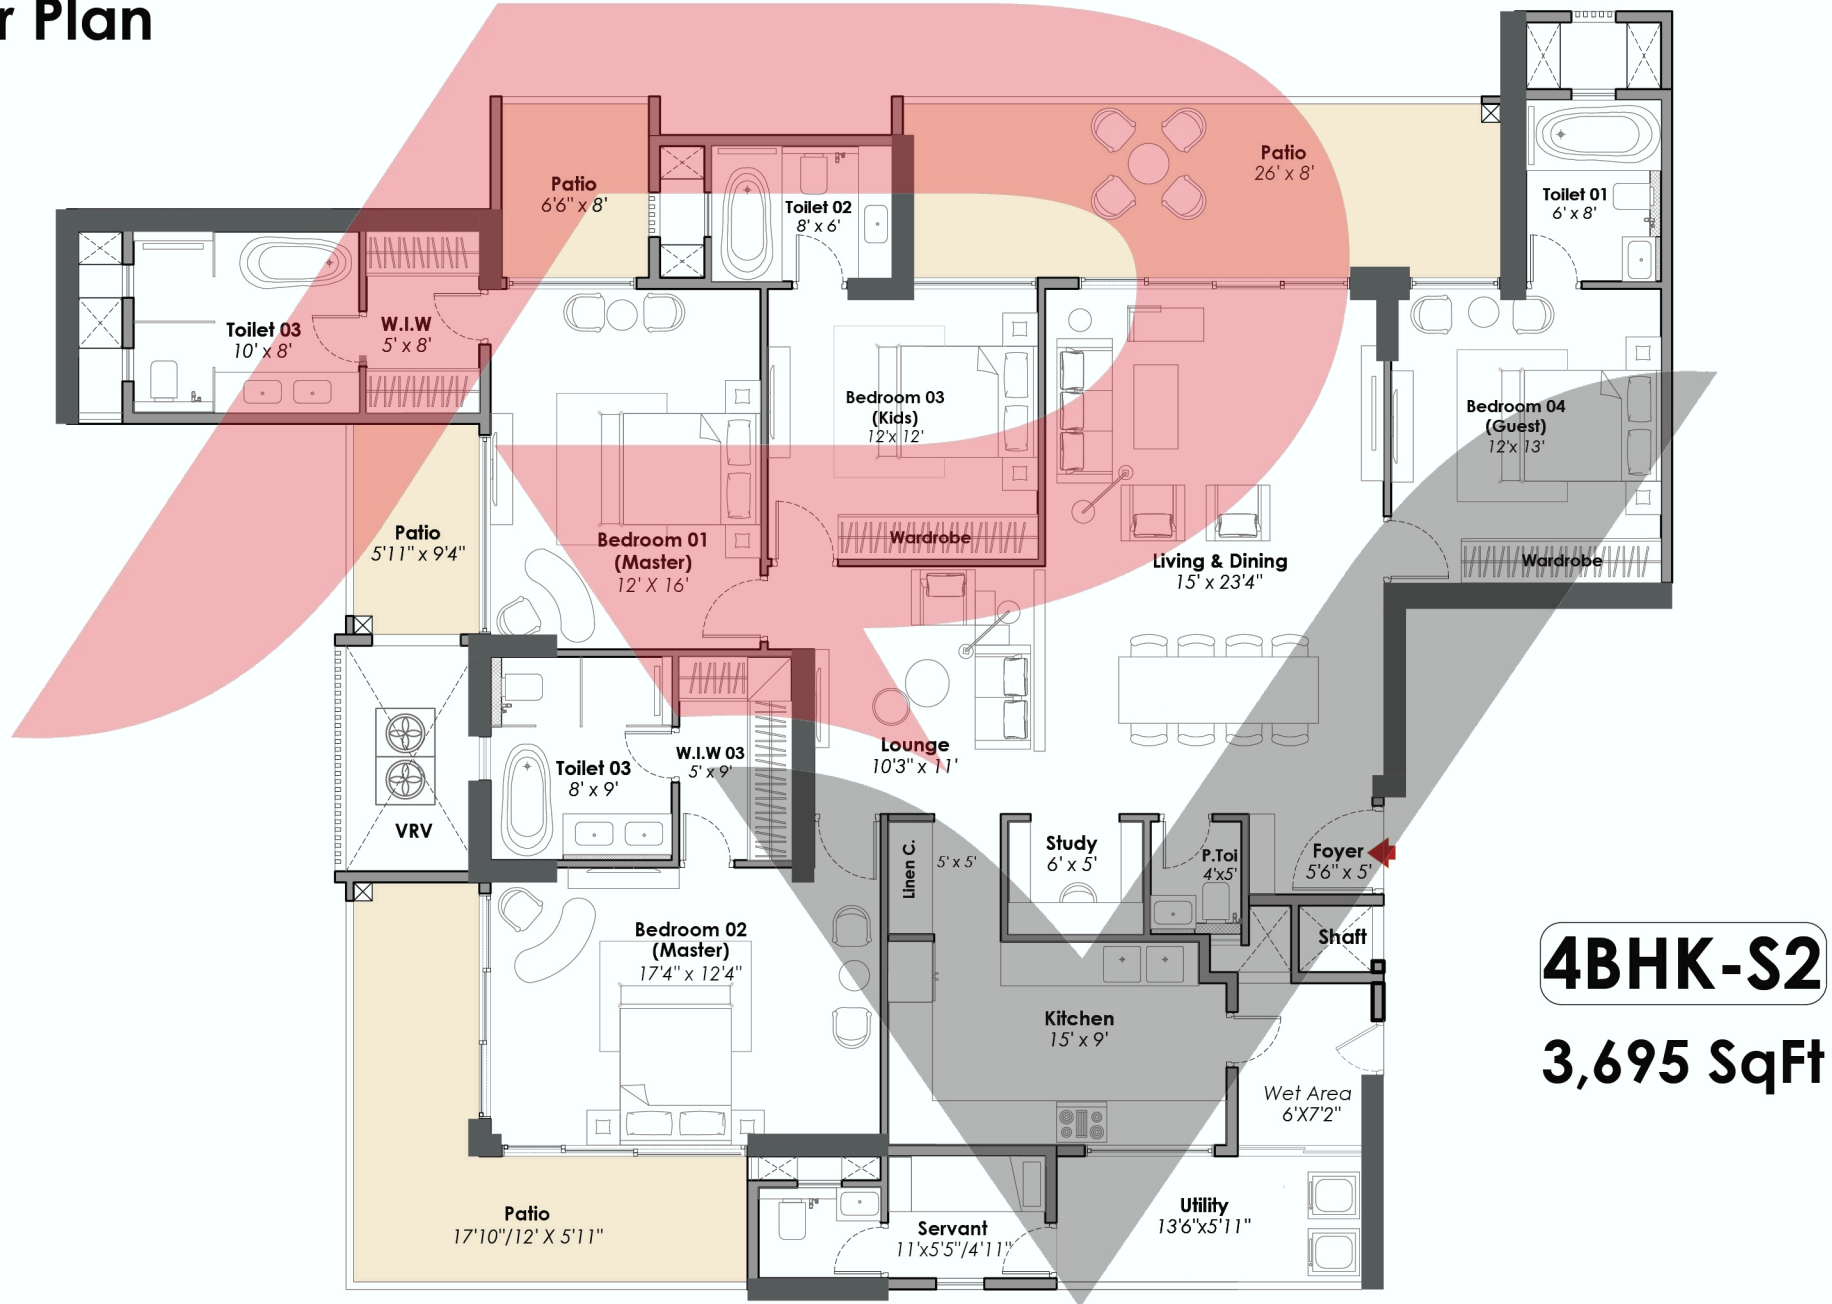 r Plan
Patio
6'6" x 8'
Toilet 02
8' x 6'
Patio
26' x 8'
Toilet 01
6' x 8'
Toilet 03
10' x 8'
W.I.W
5' x 8'
Bedroom 03
(Kids)
12'x 12'
Wardrobe
Bedroom 04
(Guest)
12'x 13'
Wardrobe
Patio
5'11" x 9'4"
Bedroom 01
(Master)
12' X 16'
Living & Dining
15' x 23'4"
Lounge
10'3" x 11'
Toilet 03
8' x 9'
W.I.W 03
5' x 9'
VRV
Linen C.
5' x 5'
Study
6' x 5'
P.Toi
4'x5'
Foyer
5'6" x 5'
Shaft
Bedroom 02
(Master)
17'4" x 12'4"
Kitchen
15' x 9'
Wet Area
6'X7'2"
Patio
17'10"/12' X 5'11"
Servant
11'x5'5"/4'11"
Utility
13'6"x5'11"
4BHK-S2
3,695 SqFt